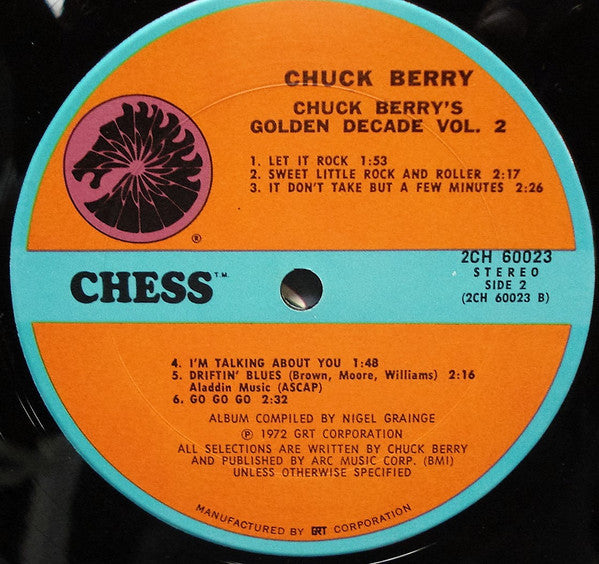 CHUCK BERRY
CHUCK BERRY'S
GOLDEN DECADE VOL. 2
1. LET IT ROCK 1:53
2. SWEET LITTLE ROCK AND ROLLER 2:17
3. IT DON'T TAKE BUT A FEW MINUTES 2:26
®
CHESS T.M.
2CH 60023
STEREO
SIDE 2
(2CH 60023 B)
4. I'M TALKING ABOUT YOU 1:48
5. DRIFTIN' BLUES (Brown, Moore, Williams) 2:16
Aladdin Music (ASCAP)
6. GO GO GO 2:32
ALBUM COMPILED BY NIGEL GRAINGE
℗ 1972 GRT CORPORATION
ALL SELECTIONS ARE WRITTEN BY CHUCK BERRY
AND PUBLISHED BY ARC MUSIC CORP. (BMI)
UNLESS OTHERWISE SPECIFIED
MANUFACTURED BY GRT CORPORATION